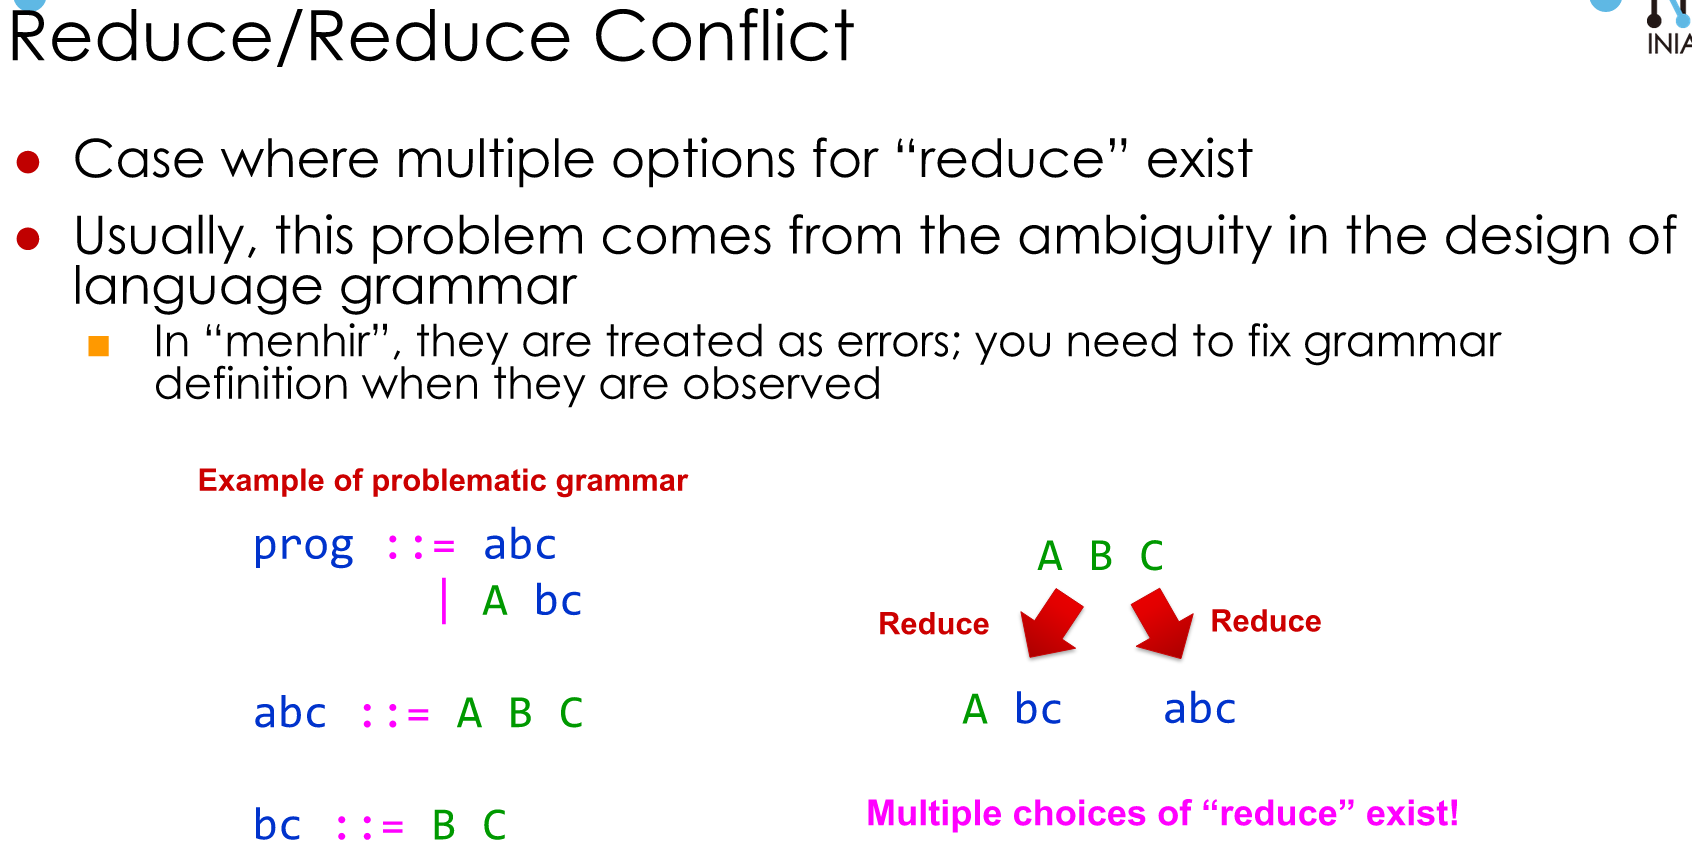 Reduce/Reduce Conflict
Case where multiple options for “reduce” exist
Usually, this problem comes from the ambiguity in the design of
language grammar
In “menhir”, they are treated as errors; you need to fix grammar
definition when they are observed
Example of problematic grammar
prog ::= abc
| A bc
abc ::= A B C
bc ::= B C
A B C
Reduce Reduce
A bc abc
Multiple choices of “reduce” exist!